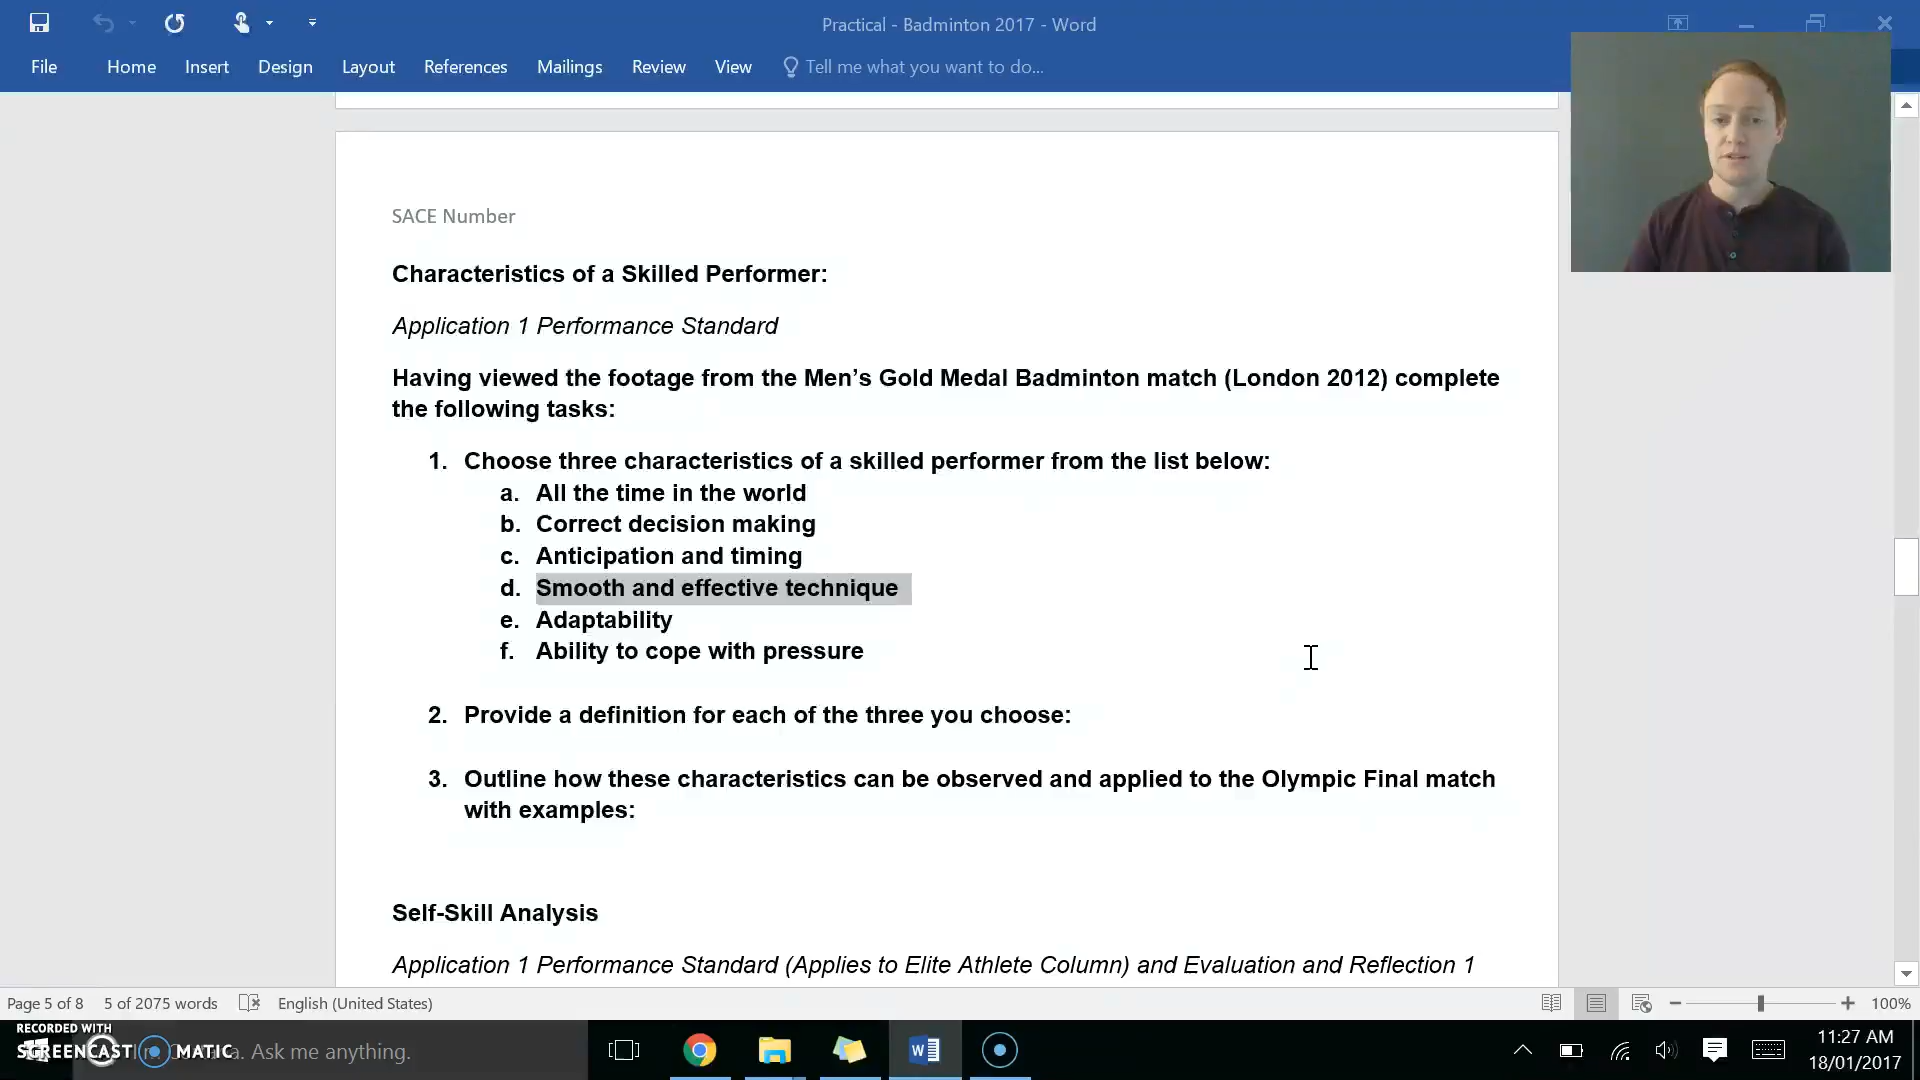 Practical - Badminton 2017 - Word
File Home Insert Design Layout References Mailings Review View Tell me what you want to do...
SACE Number
Characteristics of a Skilled Performer:
Application 1 Performance Standard
Having viewed the footage from the Men’s Gold Medal Badminton match (London 2012) complete
the following tasks:
1. Choose three characteristics of a skilled performer from the list below:
a. All the time in the world
b. Correct decision making
c. Anticipation and timing
d. Smooth and effective technique
e. Adaptability
f. Ability to cope with pressure
2. Provide a definition for each of the three you choose:
3. Outline how these characteristics can be observed and applied to the Olympic Final match
with examples:
Self-Skill Analysis
Application 1 Performance Standard (Applies to Elite Athlete Column) and Evaluation and Reflection 1
Page 5 of 8 5 of 2075 words English (United States) 100%
RECORDED WITH
SCREENCAST MATIC
Ask me anything.
11:27 AM
18/01/2017